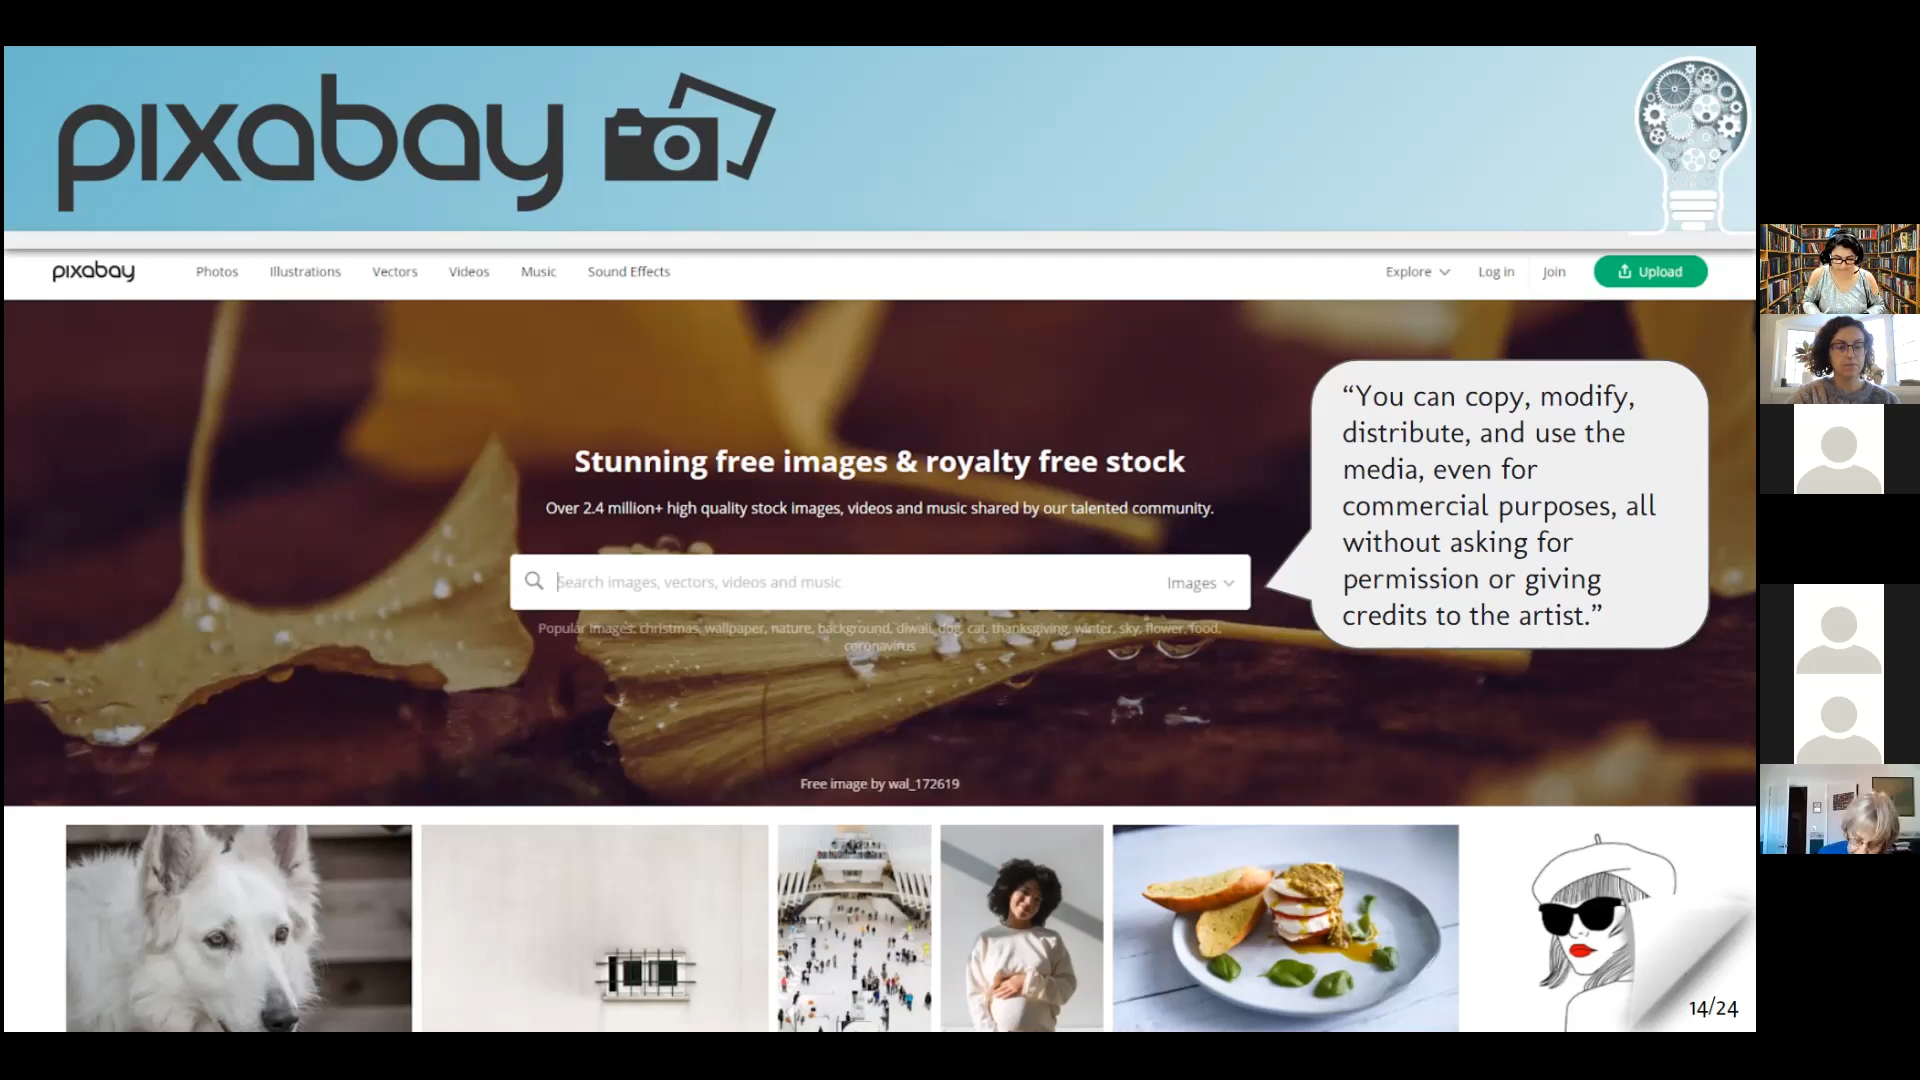 pixabay
pixabay Photos Illustrations Vectors Videos Music Sound Effects Explore Log in Join Upload
Stunning free images & royalty free stock
Over 2.4 million+ high quality stock images, videos and music shared by our talented community.
Search images, vectors, videos and music Images
Popular Images: christmas, wallpaper, nature, background, diwali, dog, cat, thanksgiving, winter, sky, flower, food,
coronavirus
“You can copy, modify,
distribute, and use the
media, even for
commercial purposes, all
without asking for
permission or giving
credits to the artist.”
Free image by wal_172619
14/24